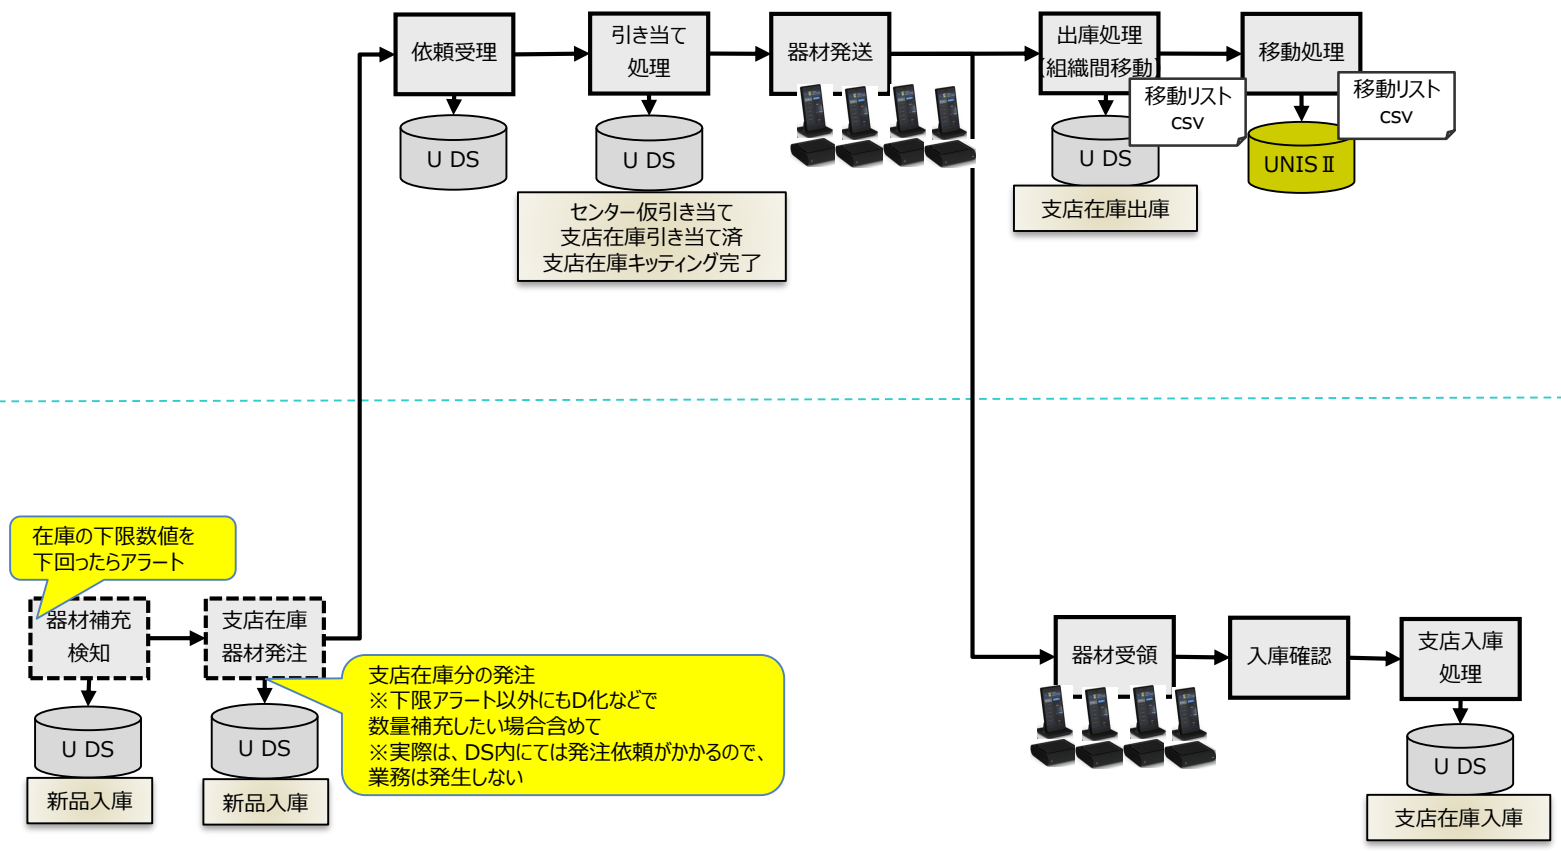 依頼受理
U DS
引き当て
処理
U DS
センター仮引き当て
支店在庫引き当て済
支店在庫キッティング完了
器材発送
出庫処理
(組織間移動)
移動リスト
csv
U DS
支店在庫出庫
移動処理
移動リスト
csv
UNISⅡ
在庫の下限数値を
下回ったらアラート
器材補充
検知
U DS
新品入庫
支店在庫
器材発注
U DS
新品入庫
支店在庫分の発注
※下限アラート以外にもD化などで
数量補充したい場合含めて
※実際は、DS内にては発注依頼がかかるので、
業務は発生しない
器材受領
入庫確認
支店入庫
処理
U DS
支店在庫入庫